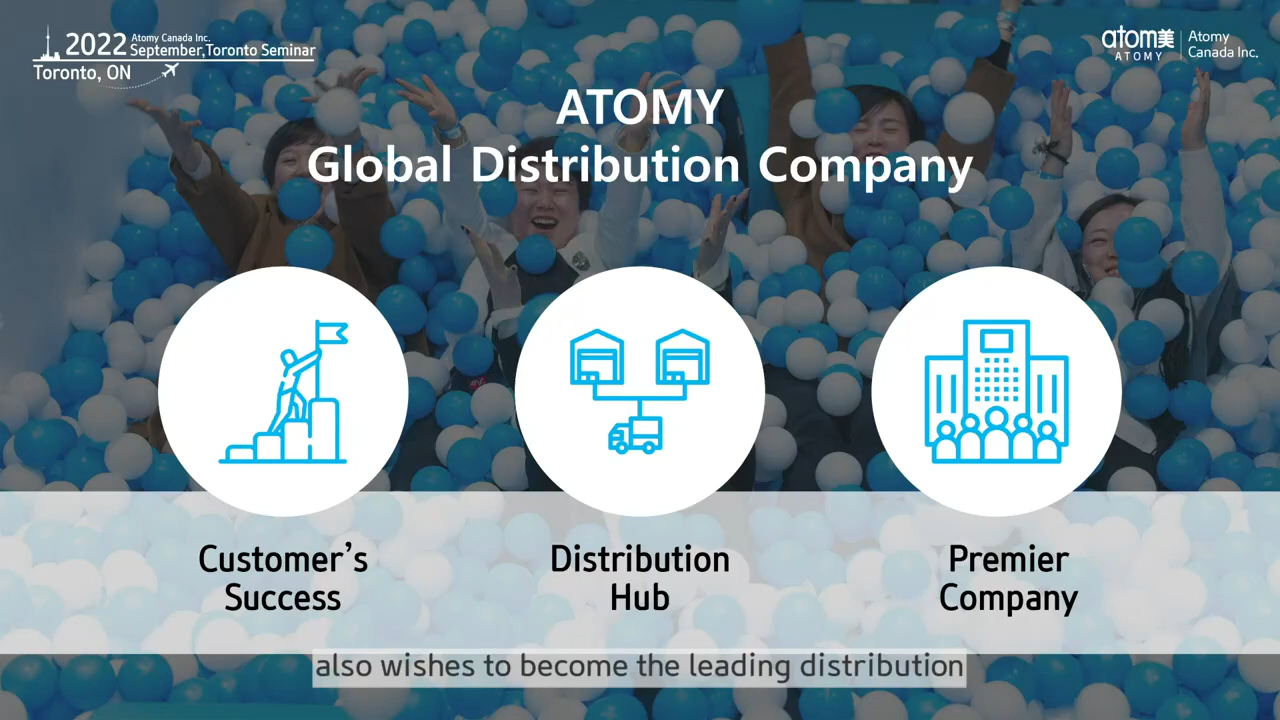 2022 Atomy Canada Inc.
September,Toronto Seminar
Toronto, ON
atom美
ATOMY
Atomy
Canada Inc.
ATOMY
Global Distribution Company
Customer's
Success
Distribution
Hub
Premier
Company
also wishes to become the leading distribution